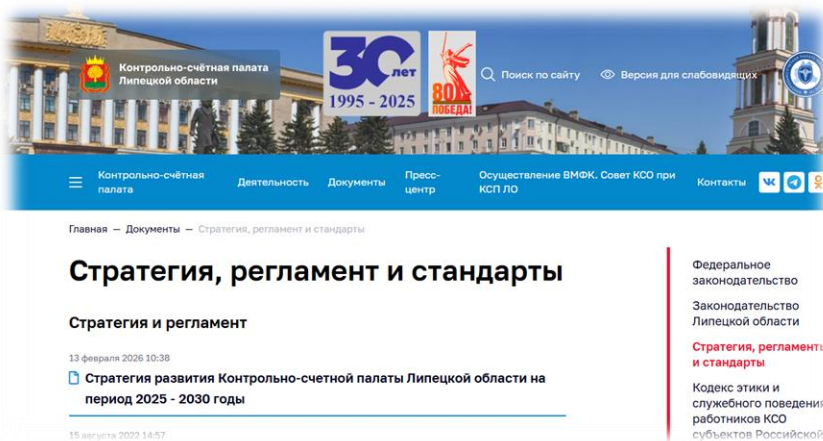 Контрольно-счётная палата
Липецкой области
30 лет
1995 - 2025
80
ПОБЕДА!
Поиск по сайту
Версия для слабовидящих
Контрольно-счётная
палата
Деятельность
Документы
Пресс-
центр
Осуществление ВМФК. Совет КСО при
КСП ЛО
Контакты
Главная — Документы — Стратегия, регламент и стандарты
Стратегия, регламент и стандарты
Стратегия и регламент
13 февраля 2026 10:38
Стратегия развития Контрольно-счетной палаты Липецкой области на
период 2025 - 2030 годы
15 августа 2022 14:57
Федеральное
законодательство
Законодательство
Липецкой области
Стратегия, регламенты
и стандарты
Кодекс этики и
служебного поведения
работников КСО
субъектов Российской